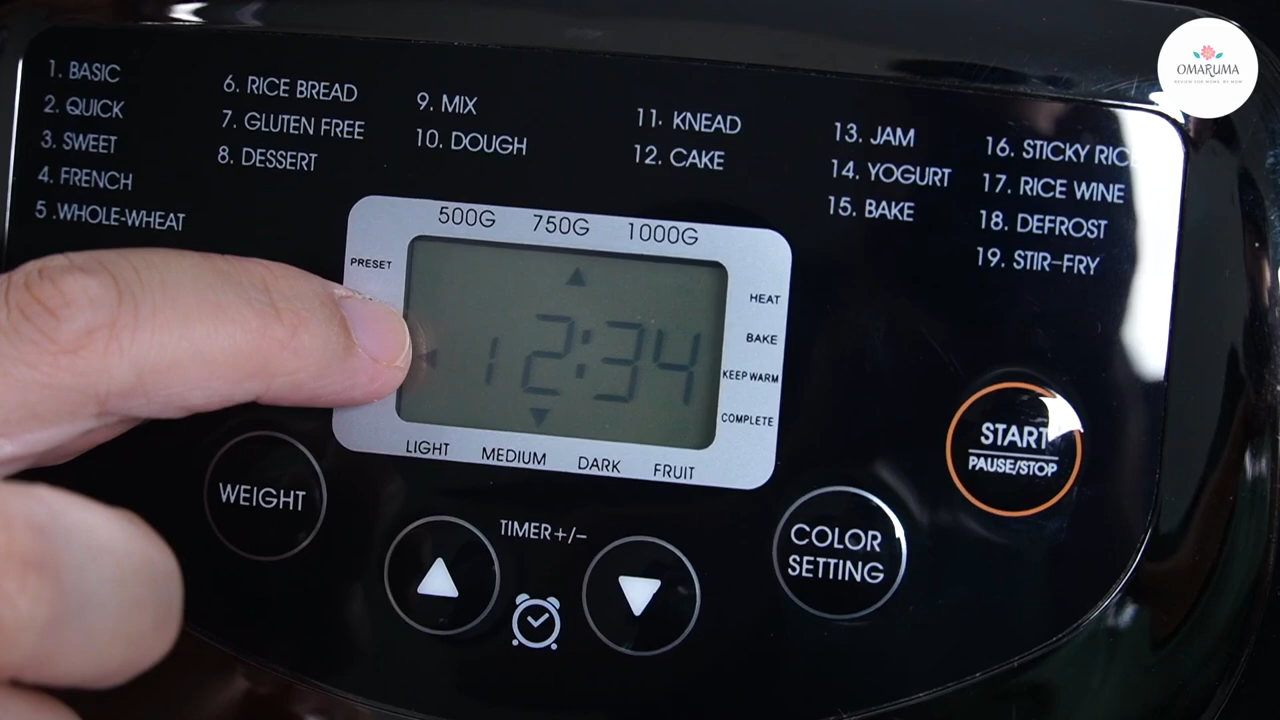 1. BASIC
2. QUICK
3. SWEET
4. FRENCH
5 .WHOLE-WHEAT
6. RICE BREAD
7. GLUTEN FREE
8. DESSERT
9. MIX
10. DOUGH
11. KNEAD
12. CAKE
13. JAM
14. YOGURT
15. BAKE
16. STICKY RIC
17. RICE WINE
18. DEFROST
19. STIR-FRY
OMARUMA
500G 750G 1000G
PRESET
HEAT
BAKE
KEEP WARM
COMPLETE
1 2:34
LIGHT MEDIUM DARK FRUIT
WEIGHT
TIMER+/-
COLOR
SETTING
START
PAUSE/STOP